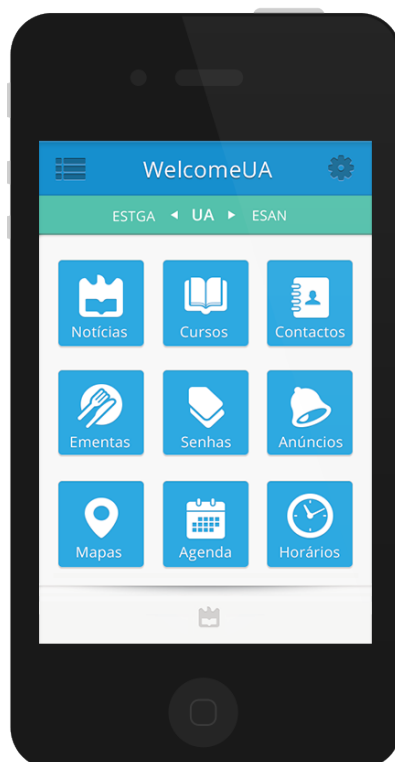 WelcomeUA
ESTGA UA ESAN
Notícias Cursos Contactos
Ementas Senhas Anúncios
Mapas Agenda Horários